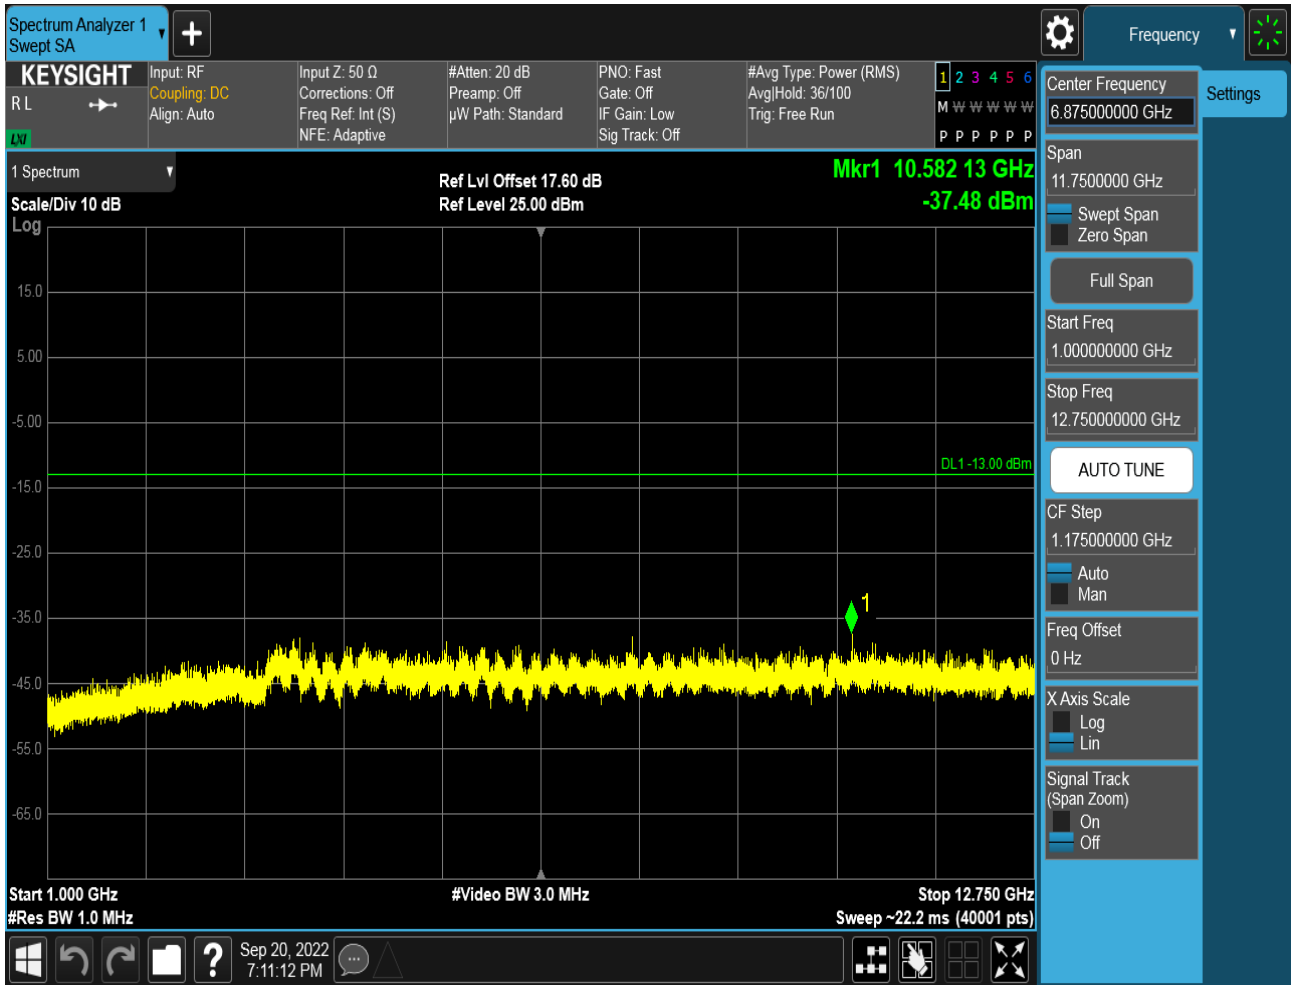 Spectrum Analyzer 1
Swept SA
Frequency
KEYSIGHT
R L
LXI
Input: RF
Coupling: DC
Align: Auto
Input Z: 50 Ω
Corrections: Off
Freq Ref: Int (S)
NFE: Adaptive
#Atten: 20 dB
Preamp: Off
µW Path: Standard
PNO: Fast
Gate: Off
IF Gain: Low
Sig Track: Off
#Avg Type: Power (RMS)
Avg|Hold: 36/100
Trig: Free Run
1 2 3 4 5 6
M W W W W W
P P P P P P
1 Spectrum
Scale/Div 10 dB
Log
Ref Lvl Offset 17.60 dB
Ref Level 25.00 dBm
Mkr1 10.582 13 GHz
-37.48 dBm
15.0
5.00
-5.00
DL1 -13.00 dBm
-15.0
-25.0
-35.0
1
-45.0
-55.0
-65.0
Start 1.000 GHz
#Res BW 1.0 MHz
#Video BW 3.0 MHz
Stop 12.750 GHz
Sweep ~22.2 ms (40001 pts)
Center Frequency
6.875000000 GHz
Settings
Span
11.7500000 GHz
Swept Span
Zero Span
Full Span
Start Freq
1.000000000 GHz
Stop Freq
12.750000000 GHz
AUTO TUNE
CF Step
1.175000000 GHz
Auto
Man
Freq Offset
0 Hz
X Axis Scale
Log
Lin
Signal Track
(Span Zoom)
On
Off
?
Sep 20, 2022
7:11:12 PM